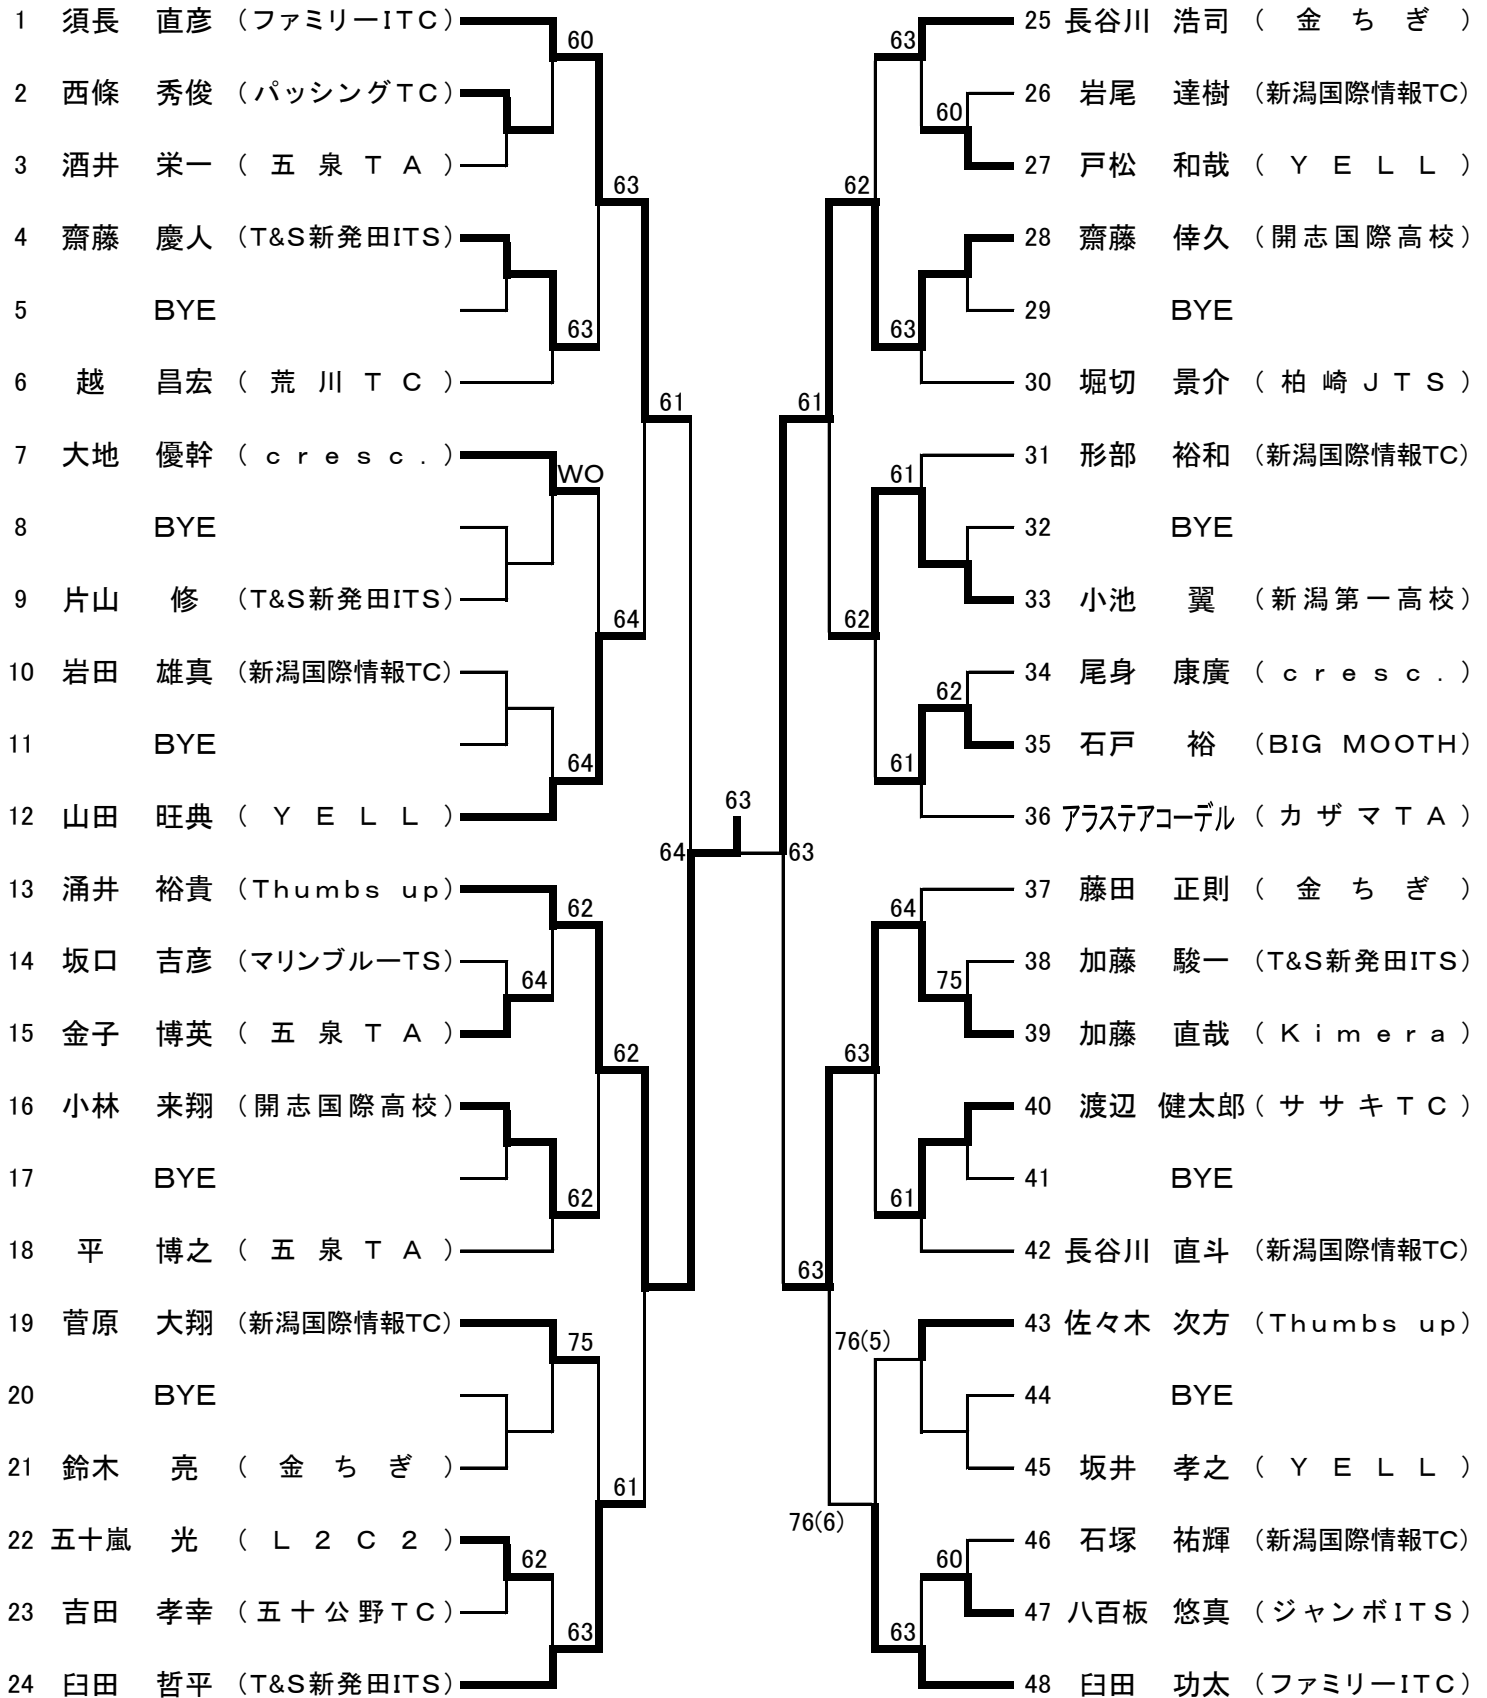 1 須長 直彦 (ファミリーITC)
2 西條 秀俊 (パッシングTC)
3 酒井 栄一 (五泉TA)
4 齋藤 慶人 (T&S新発田ITS)
5 BYE
6 越 昌宏 (荒川TC)
7 大地 優幹 (cresc.)
8 BYE
9 片山 修 (T&S新発田ITS)
10 岩田 雄真 (新潟国際情報TC)
11 BYE
12 山田 旺典 (YELL)
13 涌井 裕貴 (Thumbs up)
14 坂口 吉彦 (マリンブルーTS)
15 金子 博英 (五泉TA)
16 小林 来翔 (開志国際高校)
17 BYE
18 平 博之 (五泉TA)
19 菅原 大翔 (新潟国際情報TC)
20 BYE
21 鈴木 亮 (金ちぎ)
22 五十嵐 光 (L2C2)
23 吉田 孝幸 (五十公野TC)
24 臼田 哲平 (T&S新発田ITS)
60
63
WO
64
62
64
62
75
62
63
63
64
62
61
61
64
63
63
61
63
62
62
63
76(6)
63
60
63
61
62
61
64
75
61
76(5)
60
63
25 長谷川 浩司 (金ちぎ)
26 岩尾 達樹 (新潟国際情報TC)
27 戸松 和哉 (YELL)
28 齋藤 倖久 (開志国際高校)
29 BYE
30 堀切 景介 (柏崎JTS)
31 形部 裕和 (新潟国際情報TC)
32 BYE
33 小池 翼 (新潟第一高校)
34 尾身 康廣 (cresc.)
35 石戸 裕 (BIG MOOTH)
36 アラステアコーデル (カザマTA)
37 藤田 正則 (金ちぎ)
38 加藤 駿一 (T&S新発田ITS)
39 加藤 直哉 (Kimera)
40 渡辺 健太郎 (ササキTC)
41 BYE
42 長谷川 直斗 (新潟国際情報TC)
43 佐々木 次方 (Thumbs up)
44 BYE
45 坂井 孝之 (YELL)
46 石塚 祐輝 (新潟国際情報TC)
47 八百板 悠真 (ジャンボITS)
48 臼田 功太 (ファミリーITC)